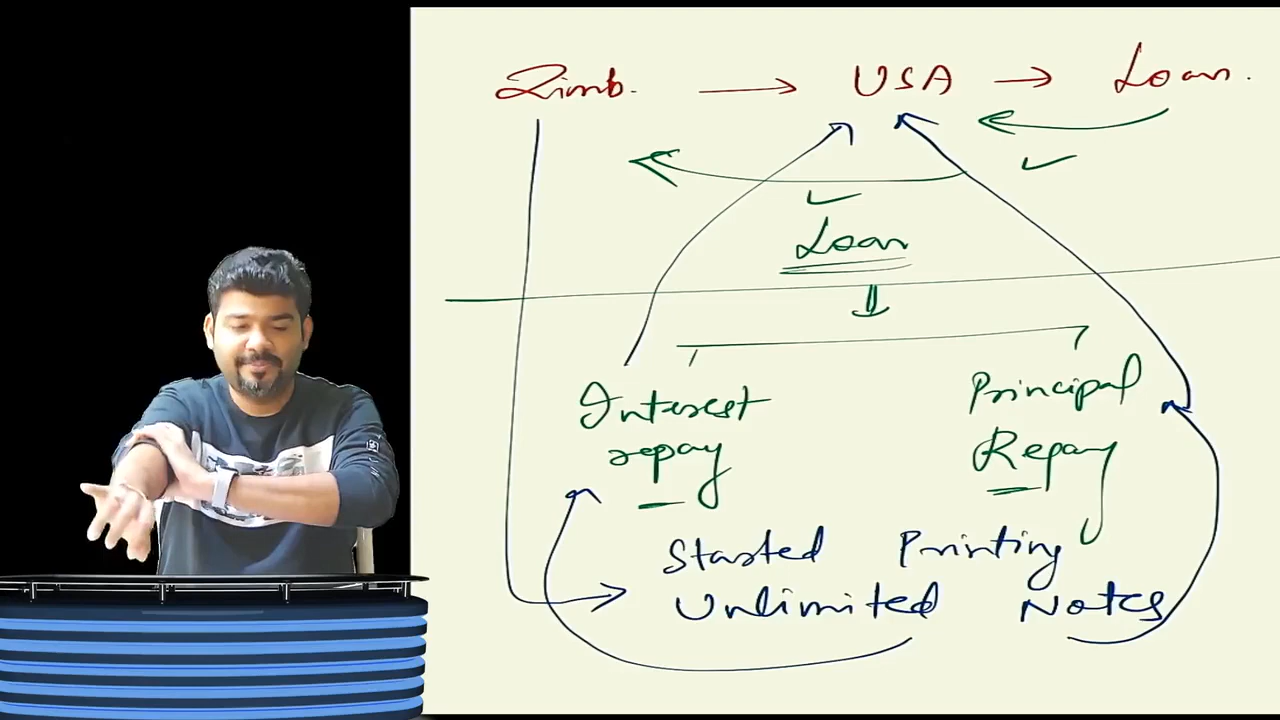 Zimb. → USA → Loan.
Loan
Interest
repay
Principal
Repay
Started Printing
Unlimited Notes